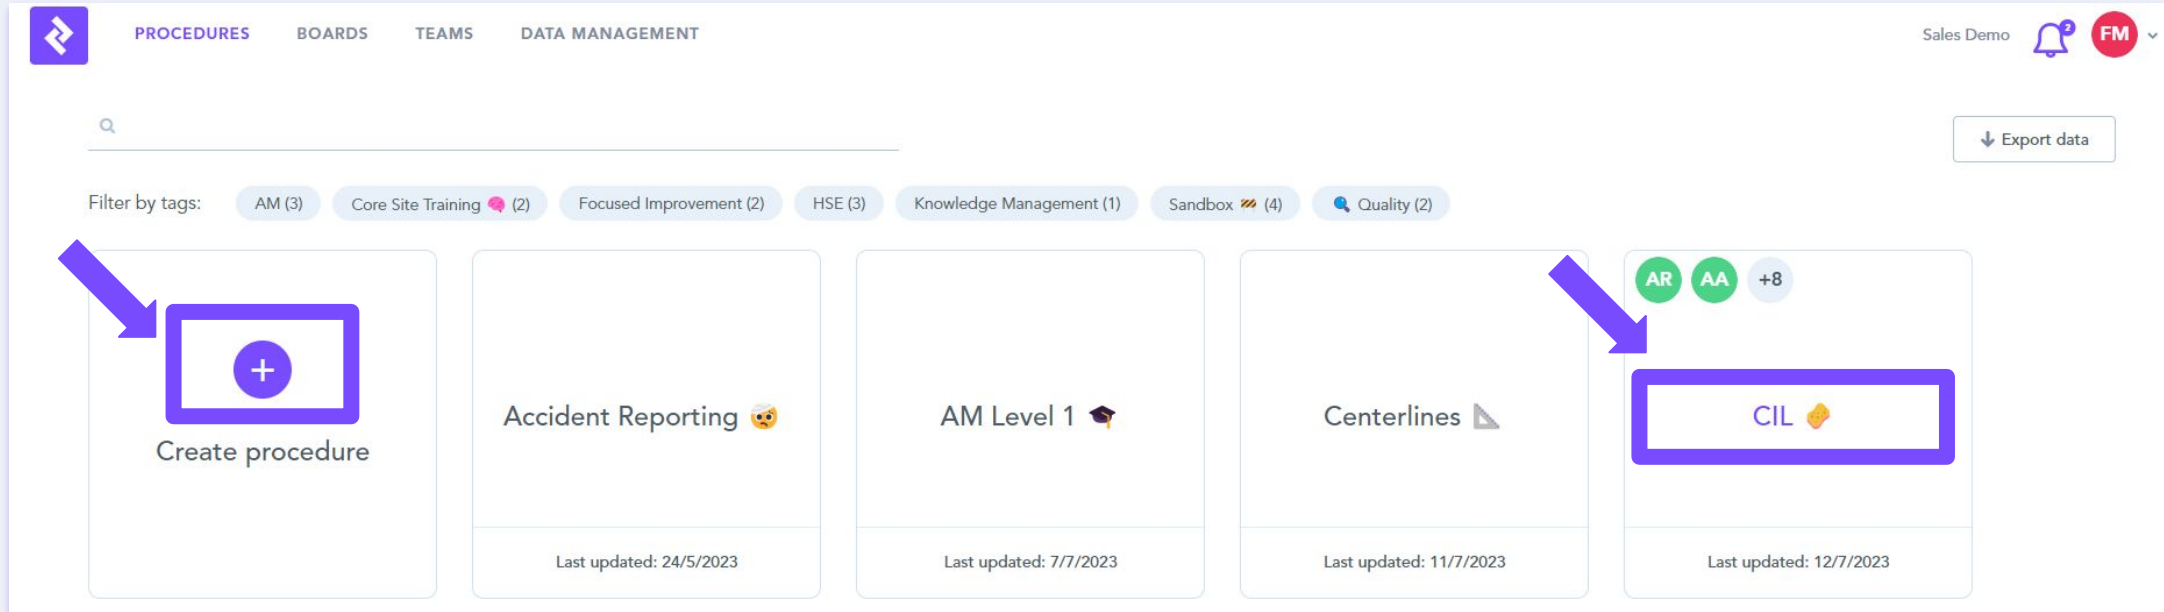 PROCEDURES BOARDS TEAMS DATA MANAGEMENT Sales Demo 2 FM
Export data
Filter by tags: AM (3) Core Site Training 🧠 (2) Focused Improvement (2) HSE (3) Knowledge Management (1) Sandbox 🚧 (4) 🔍 Quality (2)
AR AA +8
Create procedure
Accident Reporting 🤕
AM Level 1 🎓
Centerlines 📐
CIL 🧽
Last updated: 24/5/2023
Last updated: 7/7/2023
Last updated: 11/7/2023
Last updated: 12/7/2023